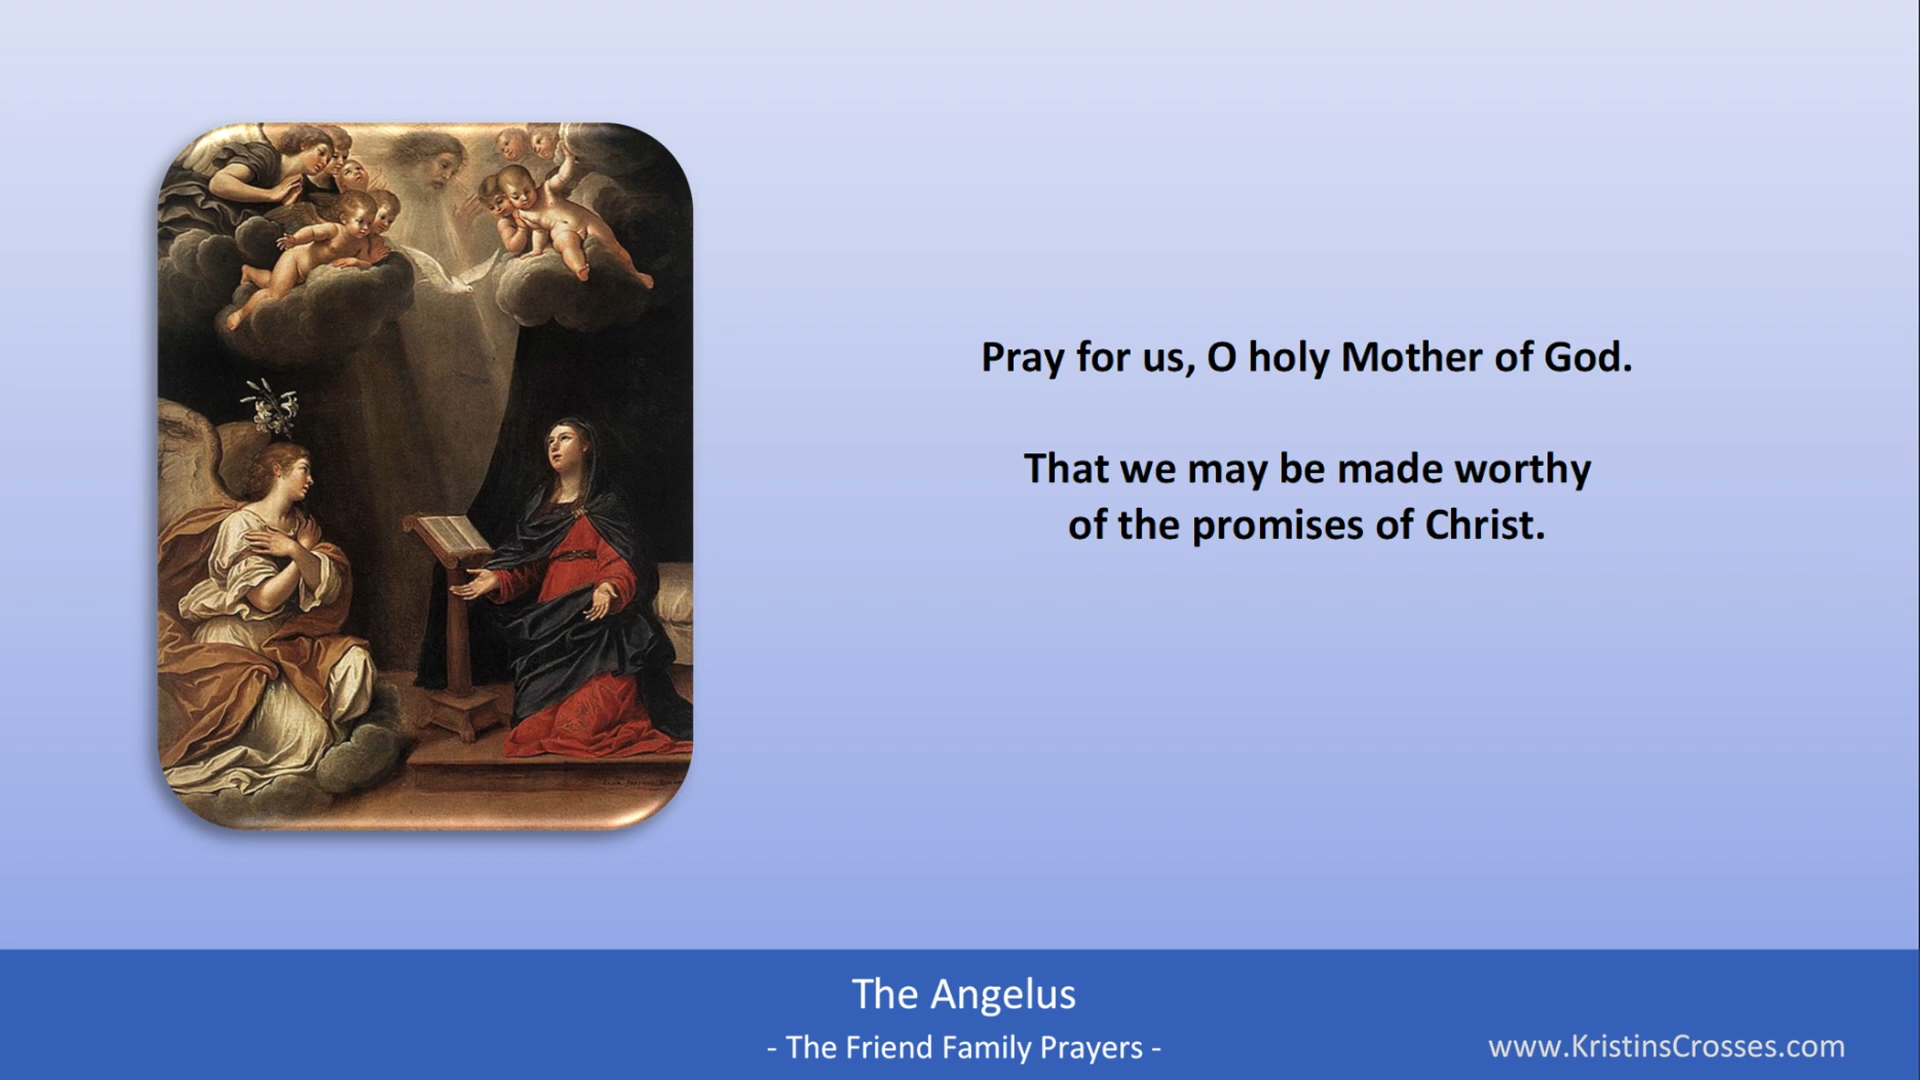 Pray for us, O holy Mother of God.
That we may be made worthy
of the promises of Christ.
The Angelus
- The Friend Family Prayers -
www.KristinsCrosses.com